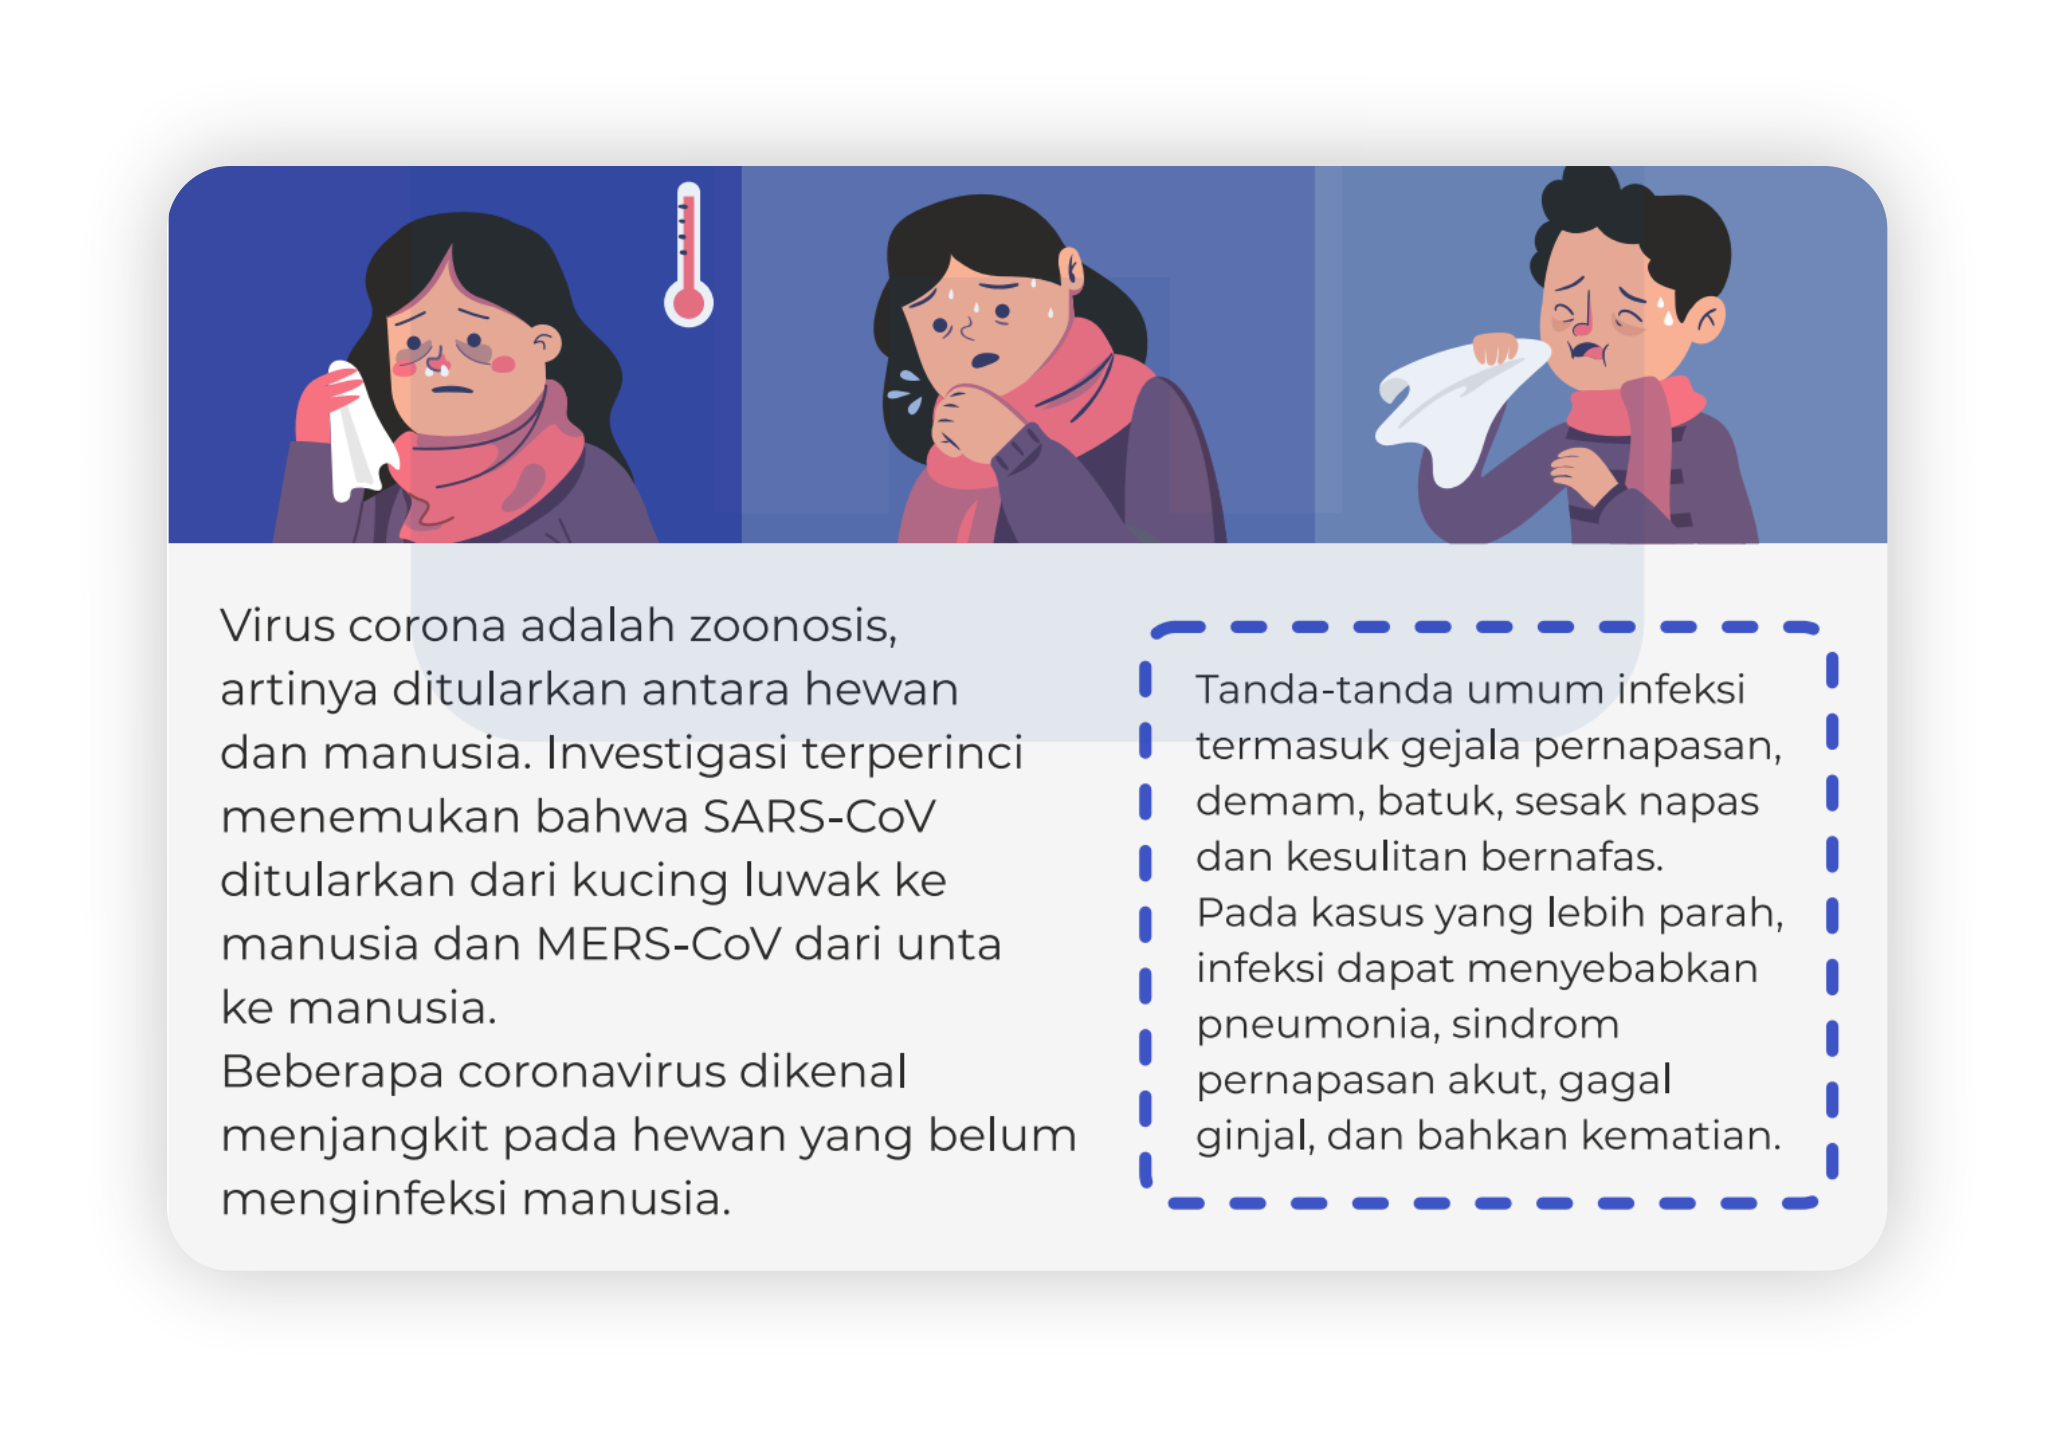 Virus corona adalah zoonosis,
artinya ditularkan antara hewan
dan manusia. Investigasi terperinci
menemukan bahwa SARS-CoV
ditularkan dari kucing luwak ke
manusia dan MERS-CoV dari unta
ke manusia.
Beberapa coronavirus dikenal
menjangkit pada hewan yang belum
menginfeksi manusia.
Tanda-tanda umum infeksi
termasuk gejala pernapasan,
demam, batuk, sesak napas
dan kesulitan bernafas.
Pada kasus yang lebih parah,
infeksi dapat menyebabkan
pneumonia, sindrom
pernapasan akut, gagal
ginjal, dan bahkan kematian.